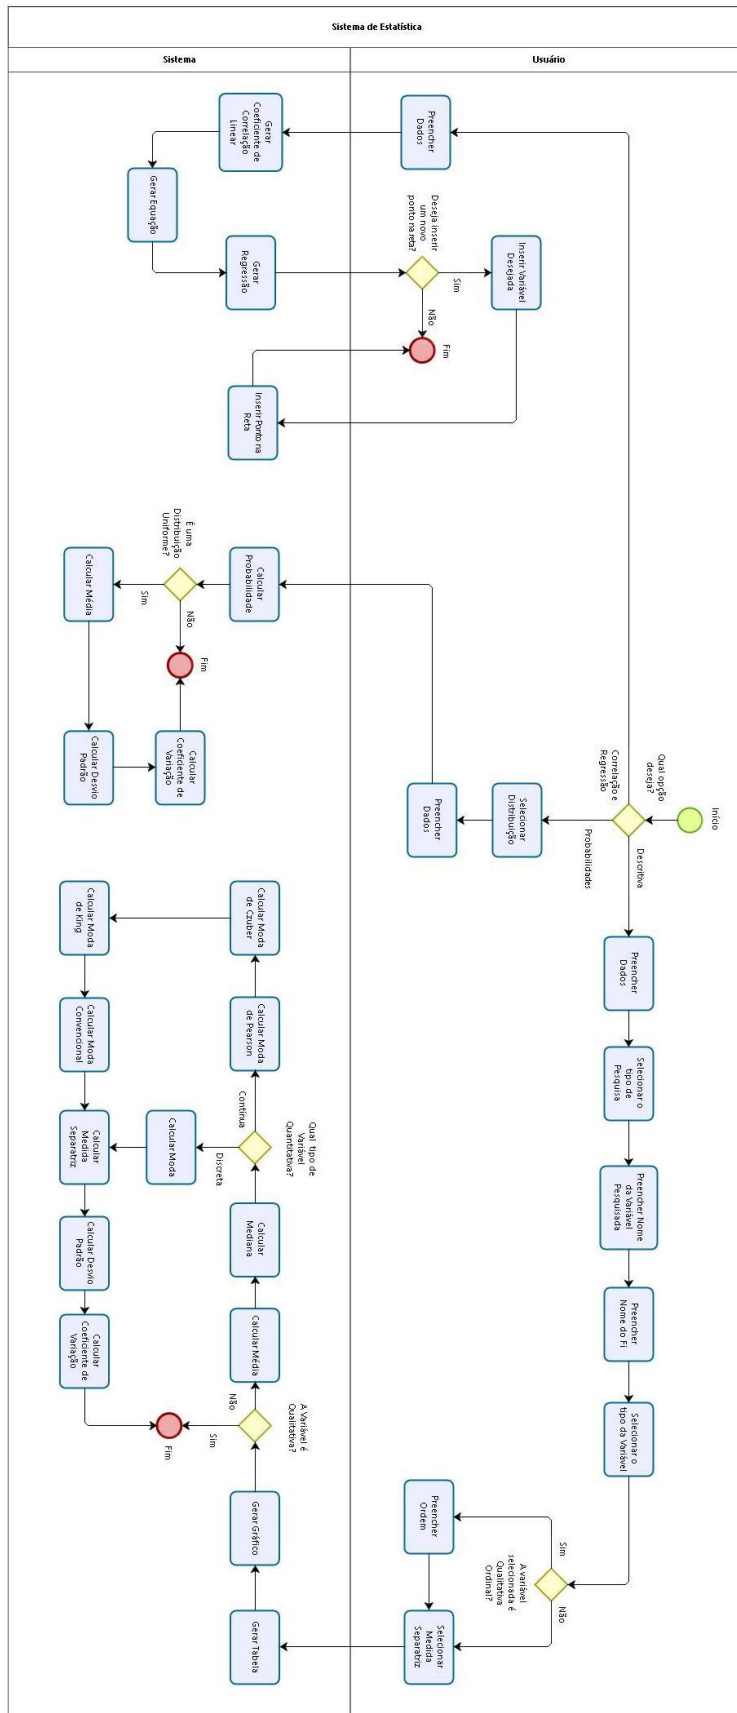 Sistema de Estatística
Sistema
Usuário
Preencher
Dados
Gerar
Coeficiente de
Correlação
Linear
Gerar Equação
Gerar
Regressão
Deseja inserir
um novo
ponto na reta?
Sim
Não
Inserir Variável
Desejada
Fim
Inserir Ponto na
Reta
Calcular
Probabilidade
É uma
Distribuição
Uniforme?
Sim
Não
Calcular Média
Fim
Calcular Desvio
Padrão
Calcular
Coeficiente de
Variação
Início
Qual opção
deseja?
Correlação e
Regressão
Probabilidades
Descritiva
Selecionar
Distribuição
Preencher
Dados
Preencher
Dados
Selecionar o
tipo de
Pesquisa
Preencher Nome
da Variável
Pesquisada
Preencher
Nome do Fi
Selecionar o
tipo da Variável
A variável
selecionada é
Qualitativa
Ordinal?
Sim
Não
Preencher
Ordem
Selecionar
Medida
Separatriz
Gerar Tabela
Gerar Gráfico
A Variável é
Qualitativa?
Não
Sim
Fim
Calcular Média
Calcular
Mediana
Qual tipo de
Variável
Quantitativa?
Contínua
Discreta
Calcular Moda
de Pearson
Calcular Moda
de Czuber
Calcular Moda
de King
Calcular Moda
Convencional
Calcular Moda
Calcular
Medida
Separatriz
Calcular Desvio
Padrão
Calcular
Coeficiente de
Variação